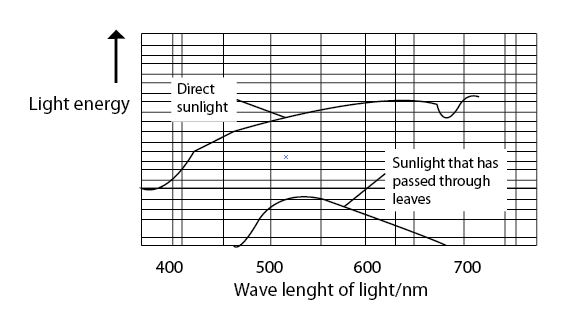 Direct
sunlight
Light energy
Sunlight that has
passed through
leaves
400 500 600 700
Wave lenght of light/nm